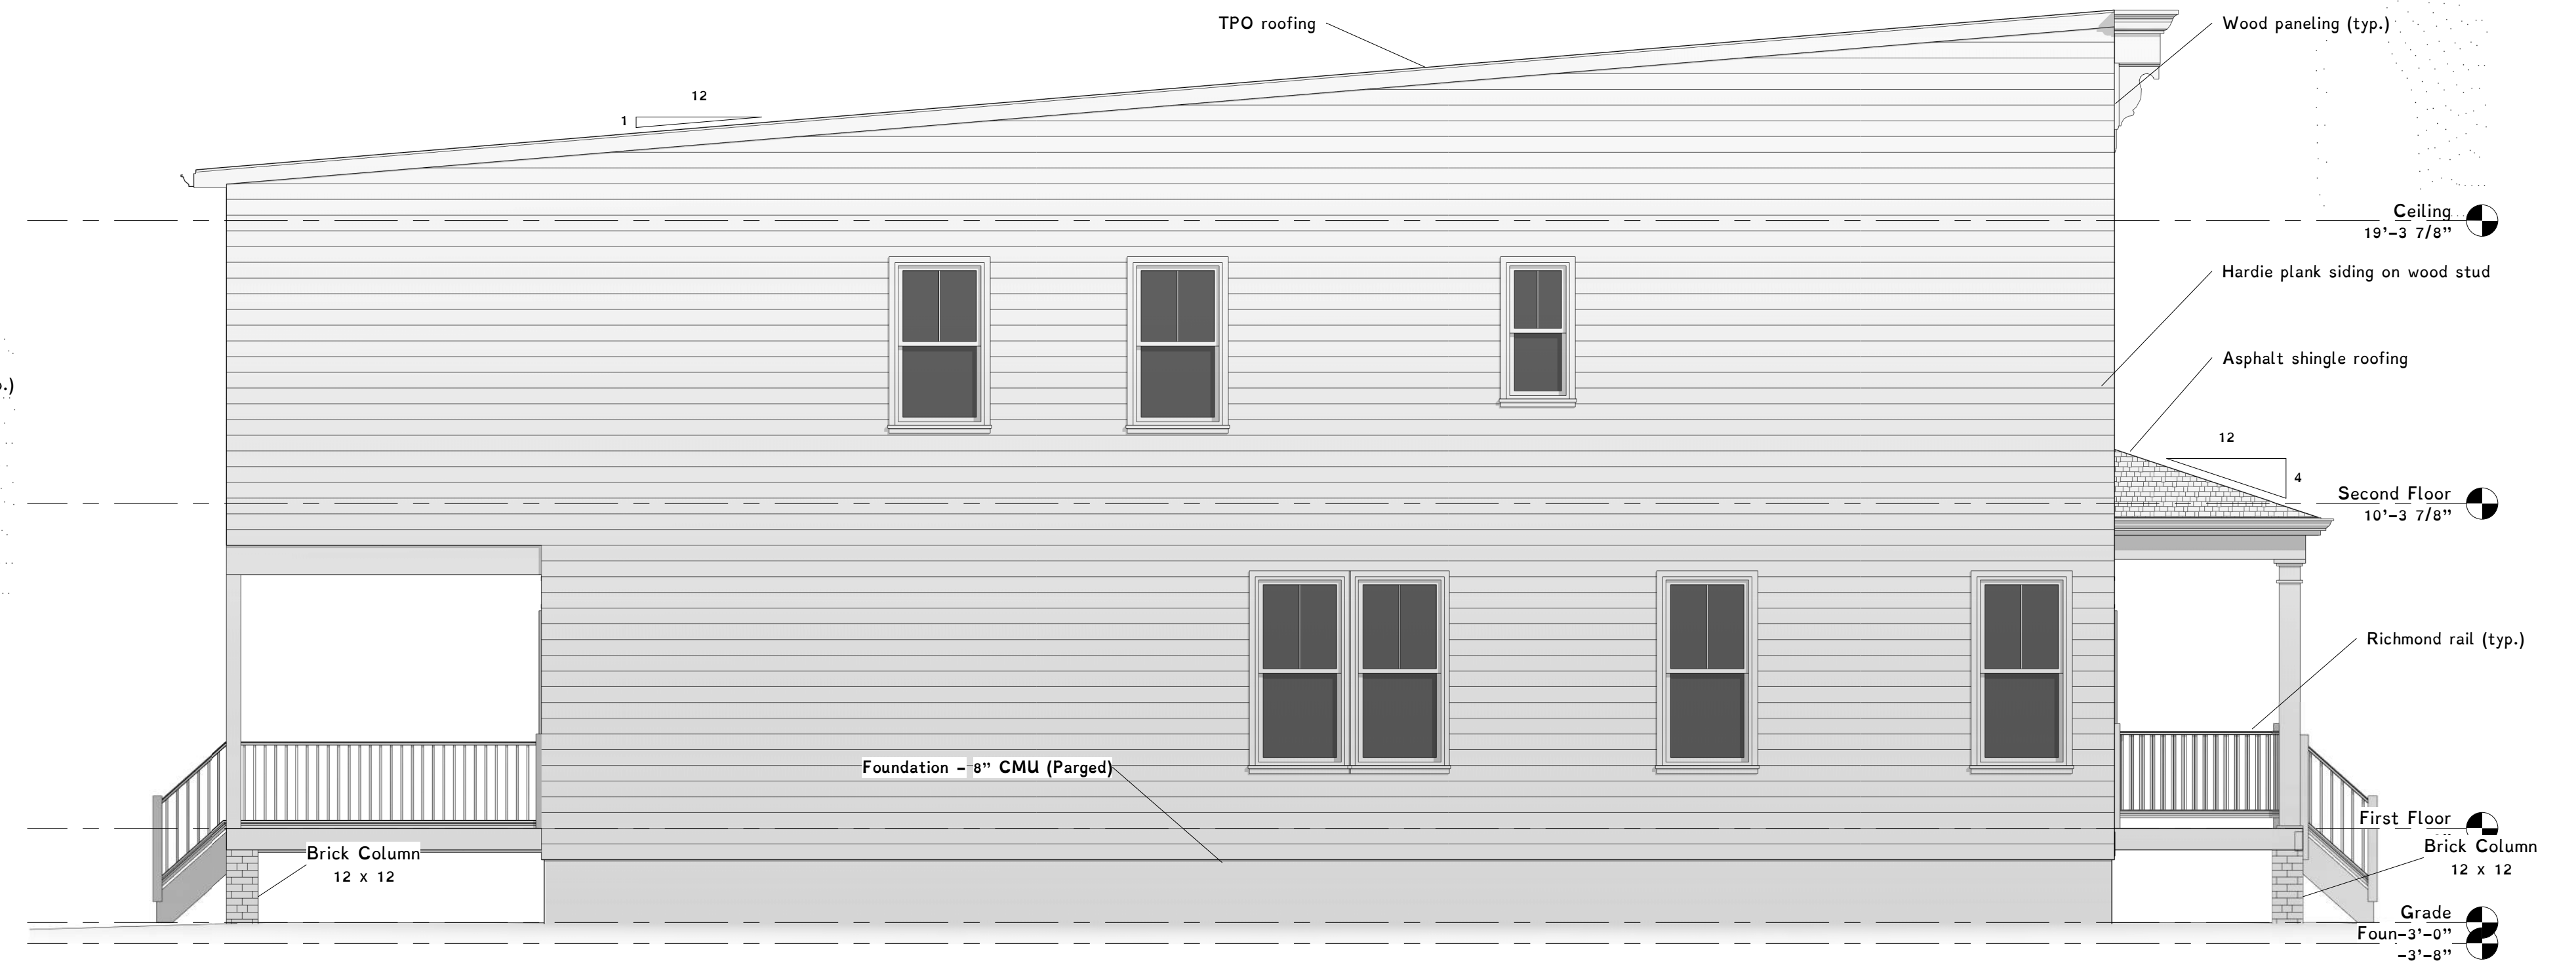 TPO roofing
Wood paneling (typ.)
12
1
Ceiling
19’-3 7/8”
Hardie plank siding on wood stud
Asphalt shingle roofing
12
4
Second Floor
10’-3 7/8”
Richmond rail (typ.)
Foundation - 8” CMU (Parged)
First Floor
Brick Column
12 x 12
Brick Column
12 x 12
Grade
Foun-3’-0”
-3’-8”